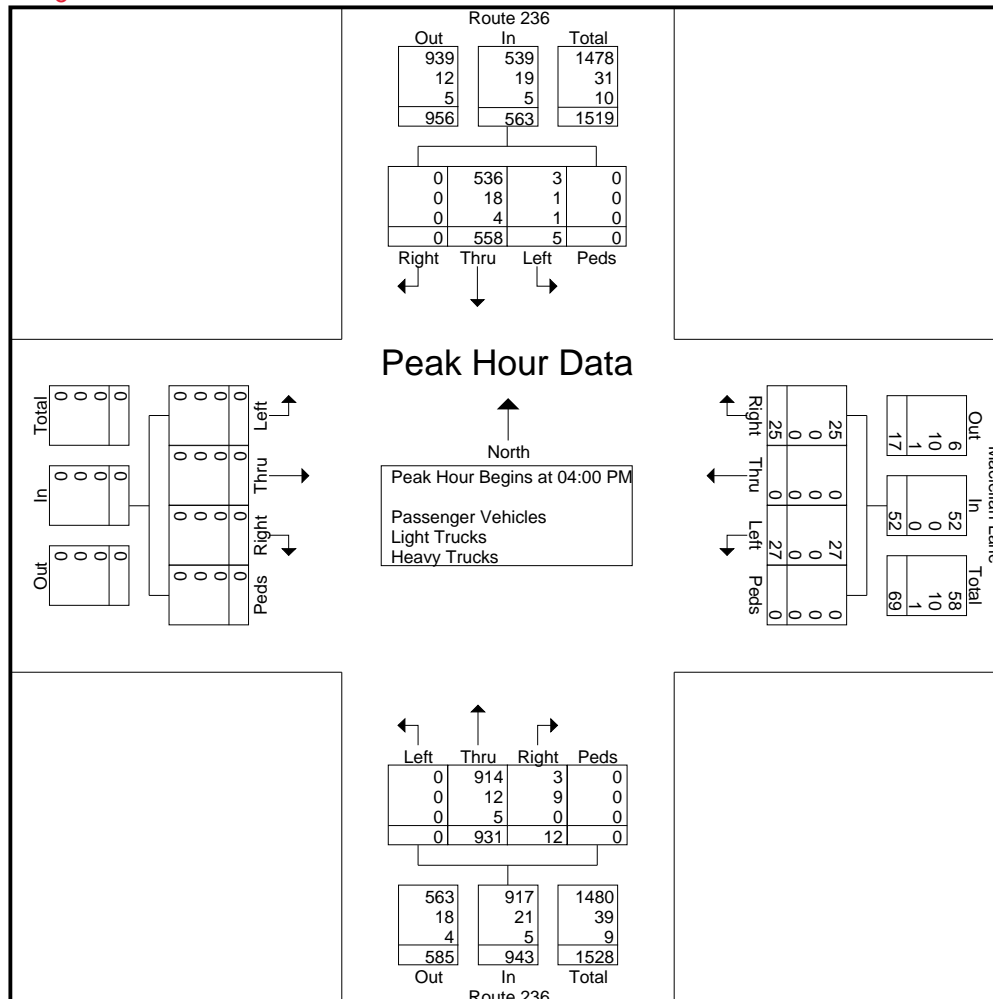 Route 236
Out In Total
939 539 1478
12 19 31
5 5 10
956 563 1519
0 536 3 0
0 18 1 0
0 4 1 0
0 558 5 0
Right Thru Left Peds
Peak Hour Data
North
Peak Hour Begins at 04:00 PM
Passenger Vehicles
Light Trucks
Heavy Trucks
Total
0 0 0 0
In
0 0 0 0
Out
0 0 0 0
Left
0 0 0 0
Thru
0 0 0 0
Right
0 0 0 0
Peds
0 0 0 0
Right
25 0 0 25
Thru
0 0 0 0
Left
27 0 0 27
Peds
0 0 0 0
Out
17 1 10 6
In
52 0 0 52
Total
69 1 10 58
Lane
Left Thru Right Peds
0 914 3 0
0 12 9 0
0 5 0 0
0 931 12 0
563 917 1480
18 21 39
4 5 9
585 943 1528
Out In Total
Route 236